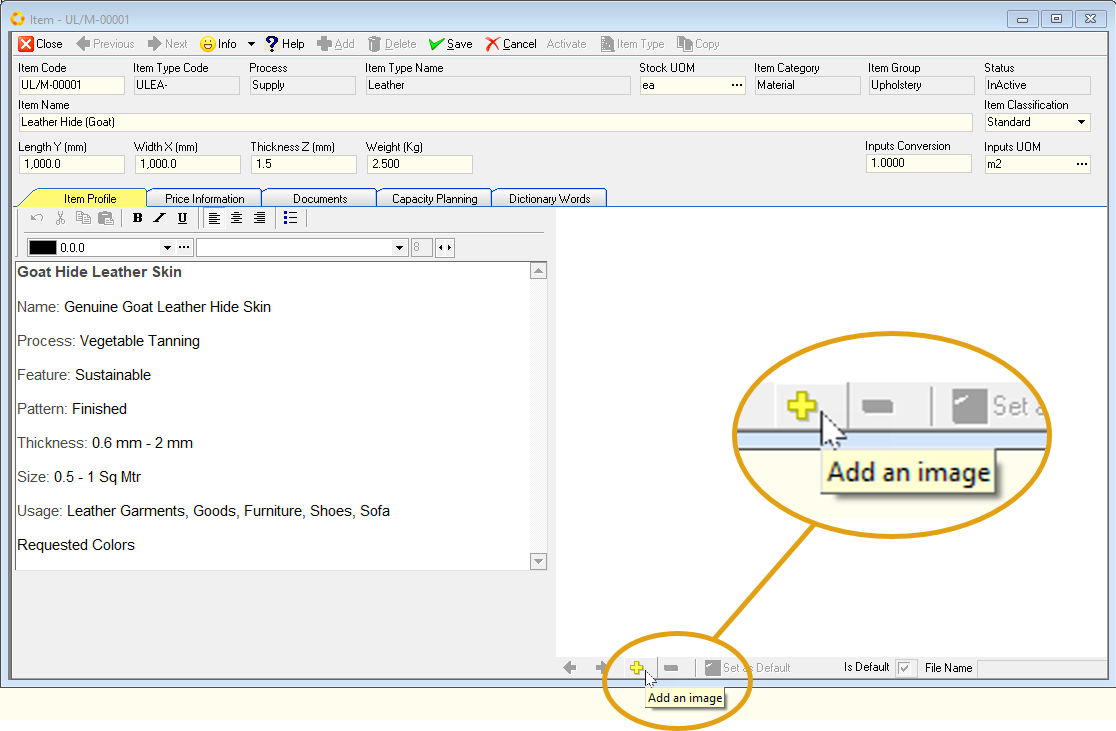 Item - UL/M-00001
Close Previous Next Info Help Add Delete Save Cancel Activate Item Type Copy
Item Code Item Type Code Process Item Type Name Stock UOM Item Category Item Group Status
UL/M-00001 ULEA- Supply Leather ea ... Material Upholstery InActive
Item Name Item Classification
Leather Hide (Goat) Standard
Length Y (mm) Width X (mm) Thickness Z (mm) Weight (Kg) Inputs Conversion Inputs UOM
1,000.0 1,000.0 1.5 2.500 1.0000 m2 ...
Item Profile Price Information Documents Capacity Planning Dictionary Words
B I U
0.0.0 ... 8
Goat Hide Leather Skin
Name: Genuine Goat Leather Hide Skin
Process: Vegetable Tanning
Feature: Sustainable
Pattern: Finished
Thickness: 0.6 mm - 2 mm
Size: 0.5 - 1 Sq Mtr
Usage: Leather Garments, Goods, Furniture, Shoes, Sofa
Requested Colors
Set a
Add an image
Set as Default Is Default File Name
Add an image